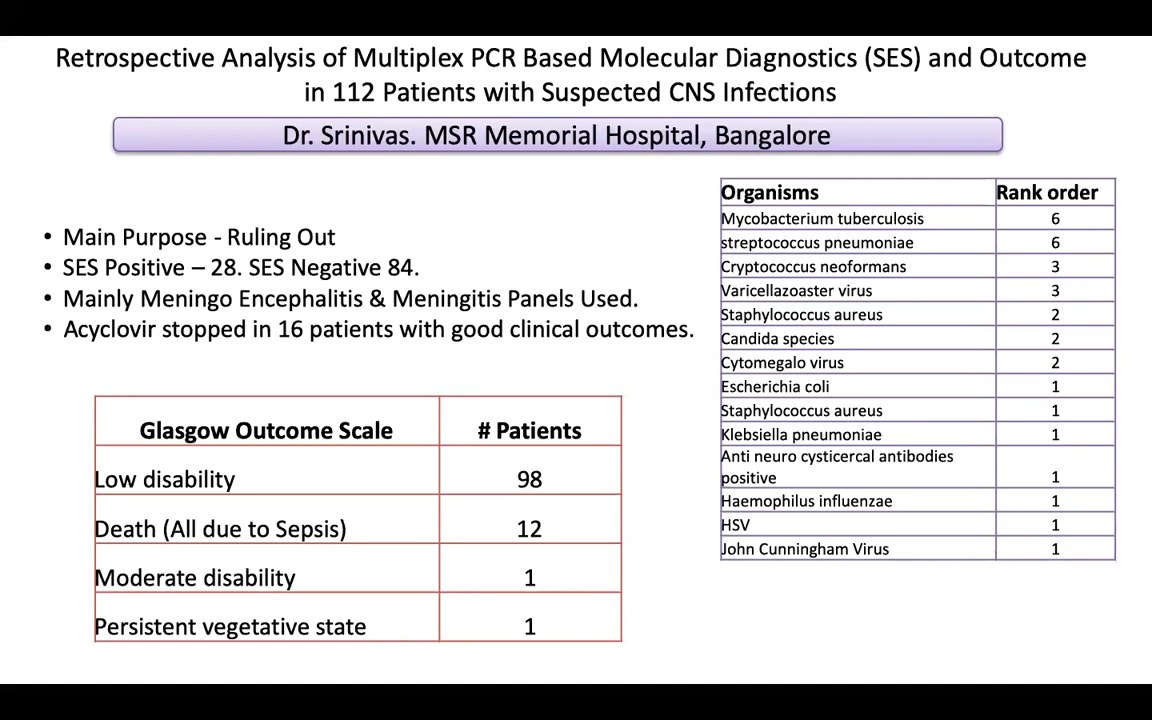 Retrospective Analysis of Multiplex PCR Based Molecular Diagnostics (SES) and Outcome
in 112 Patients with Suspected CNS Infections
Dr. Srinivas. MSR Memorial Hospital, Bangalore
• Main Purpose - Ruling Out
• SES Positive – 28. SES Negative 84.
• Mainly Meningo Encephalitis & Meningitis Panels Used.
• Acyclovir stopped in 16 patients with good clinical outcomes.
Glasgow Outcome Scale # Patients
Low disability 98
Death (All due to Sepsis) 12
Moderate disability 1
Persistent vegetative state 1
Organisms Rank order
Mycobacterium tuberculosis 6
streptococcus pneumoniae 6
Cryptococcus neoformans 3
Varicellazoaster virus 3
Staphylococcus aureus 2
Candida species 2
Cytomegalo virus 2
Escherichia coli 1
Staphylococcus aureus 1
Klebsiella pneumoniae 1
Anti neuro cysticercal antibodies
positive 1
Haemophilus influenzae 1
HSV 1
John Cunningham Virus 1